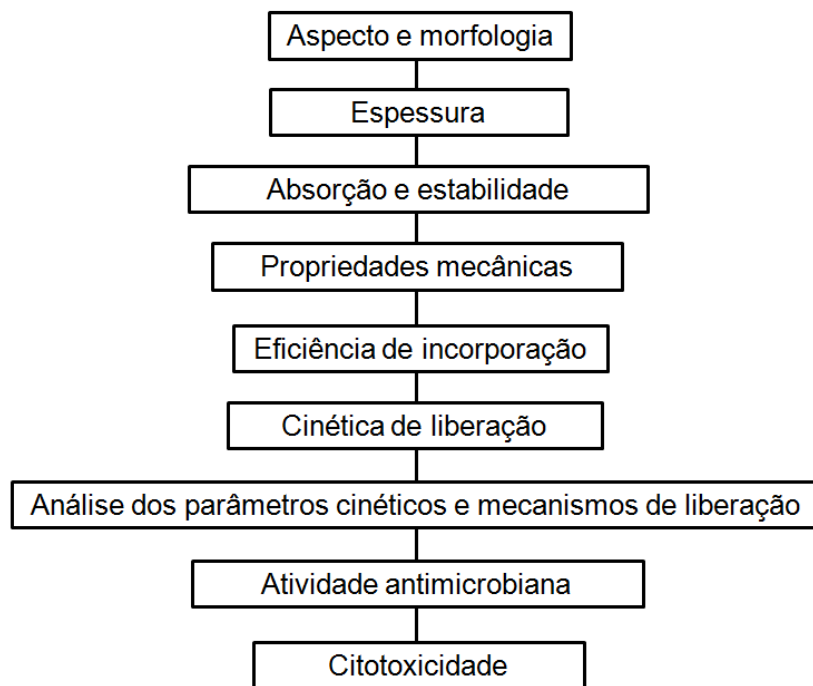 Aspecto e morfologia
Espessura
Absorção e estabilidade
Propriedades mecânicas
Eficiência de incorporação
Cinética de liberação
Análise dos parâmetros cinéticos e mecanismos de liberação
Atividade antimicrobiana
Citotoxicidade